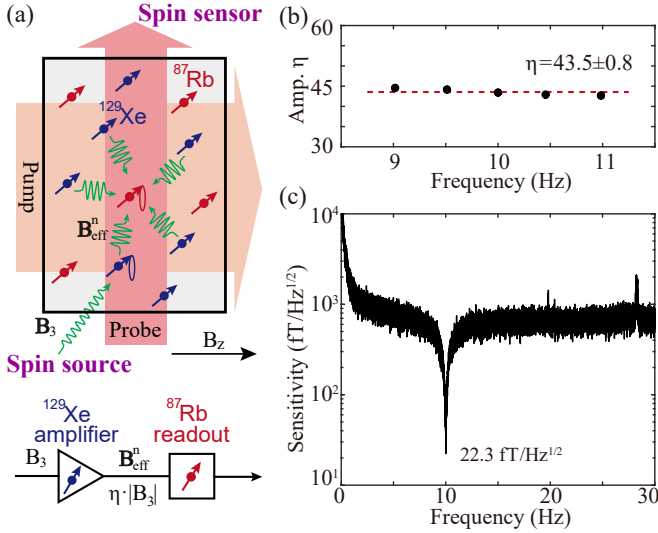 (a)
Spin sensor
⁸⁷Rb
¹²⁹Xe
Pump
Bⁿeff
B₃
Probe
B_z
Spin source
¹²⁹Xe
amplifier
⁸⁷Rb
readout
B₃
Bⁿeff
η·|B₃|
(b)
60
45
30
Amp. η
η=43.5±0.8
9
10
11
Frequency (Hz)
(c)
10⁴
10³
10²
10¹
Sensitivity (fT/Hz¹/²)
22.3 fT/Hz¹/²
0
10
20
30
Frequency (Hz)